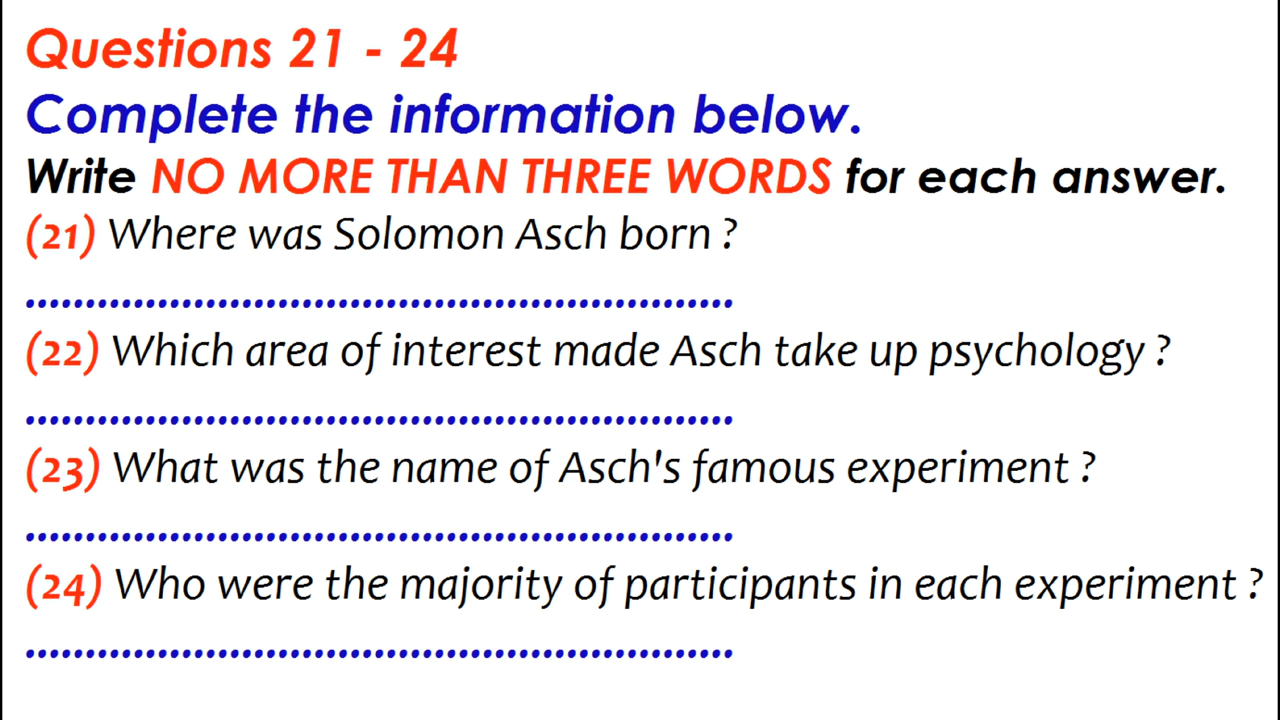 Questions 21 - 24
Complete the information below.
Write NO MORE THAN THREE WORDS for each answer.
(21) Where was Solomon Asch born ?
...........................................................
(22) Which area of interest made Asch take up psychology ?
...........................................................
(23) What was the name of Asch's famous experiment ?
...........................................................
(24) Who were the majority of participants in each experiment ?
...........................................................